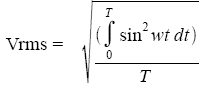 Vrms = √((∫₀ᵀ sin² wt dt) / T)